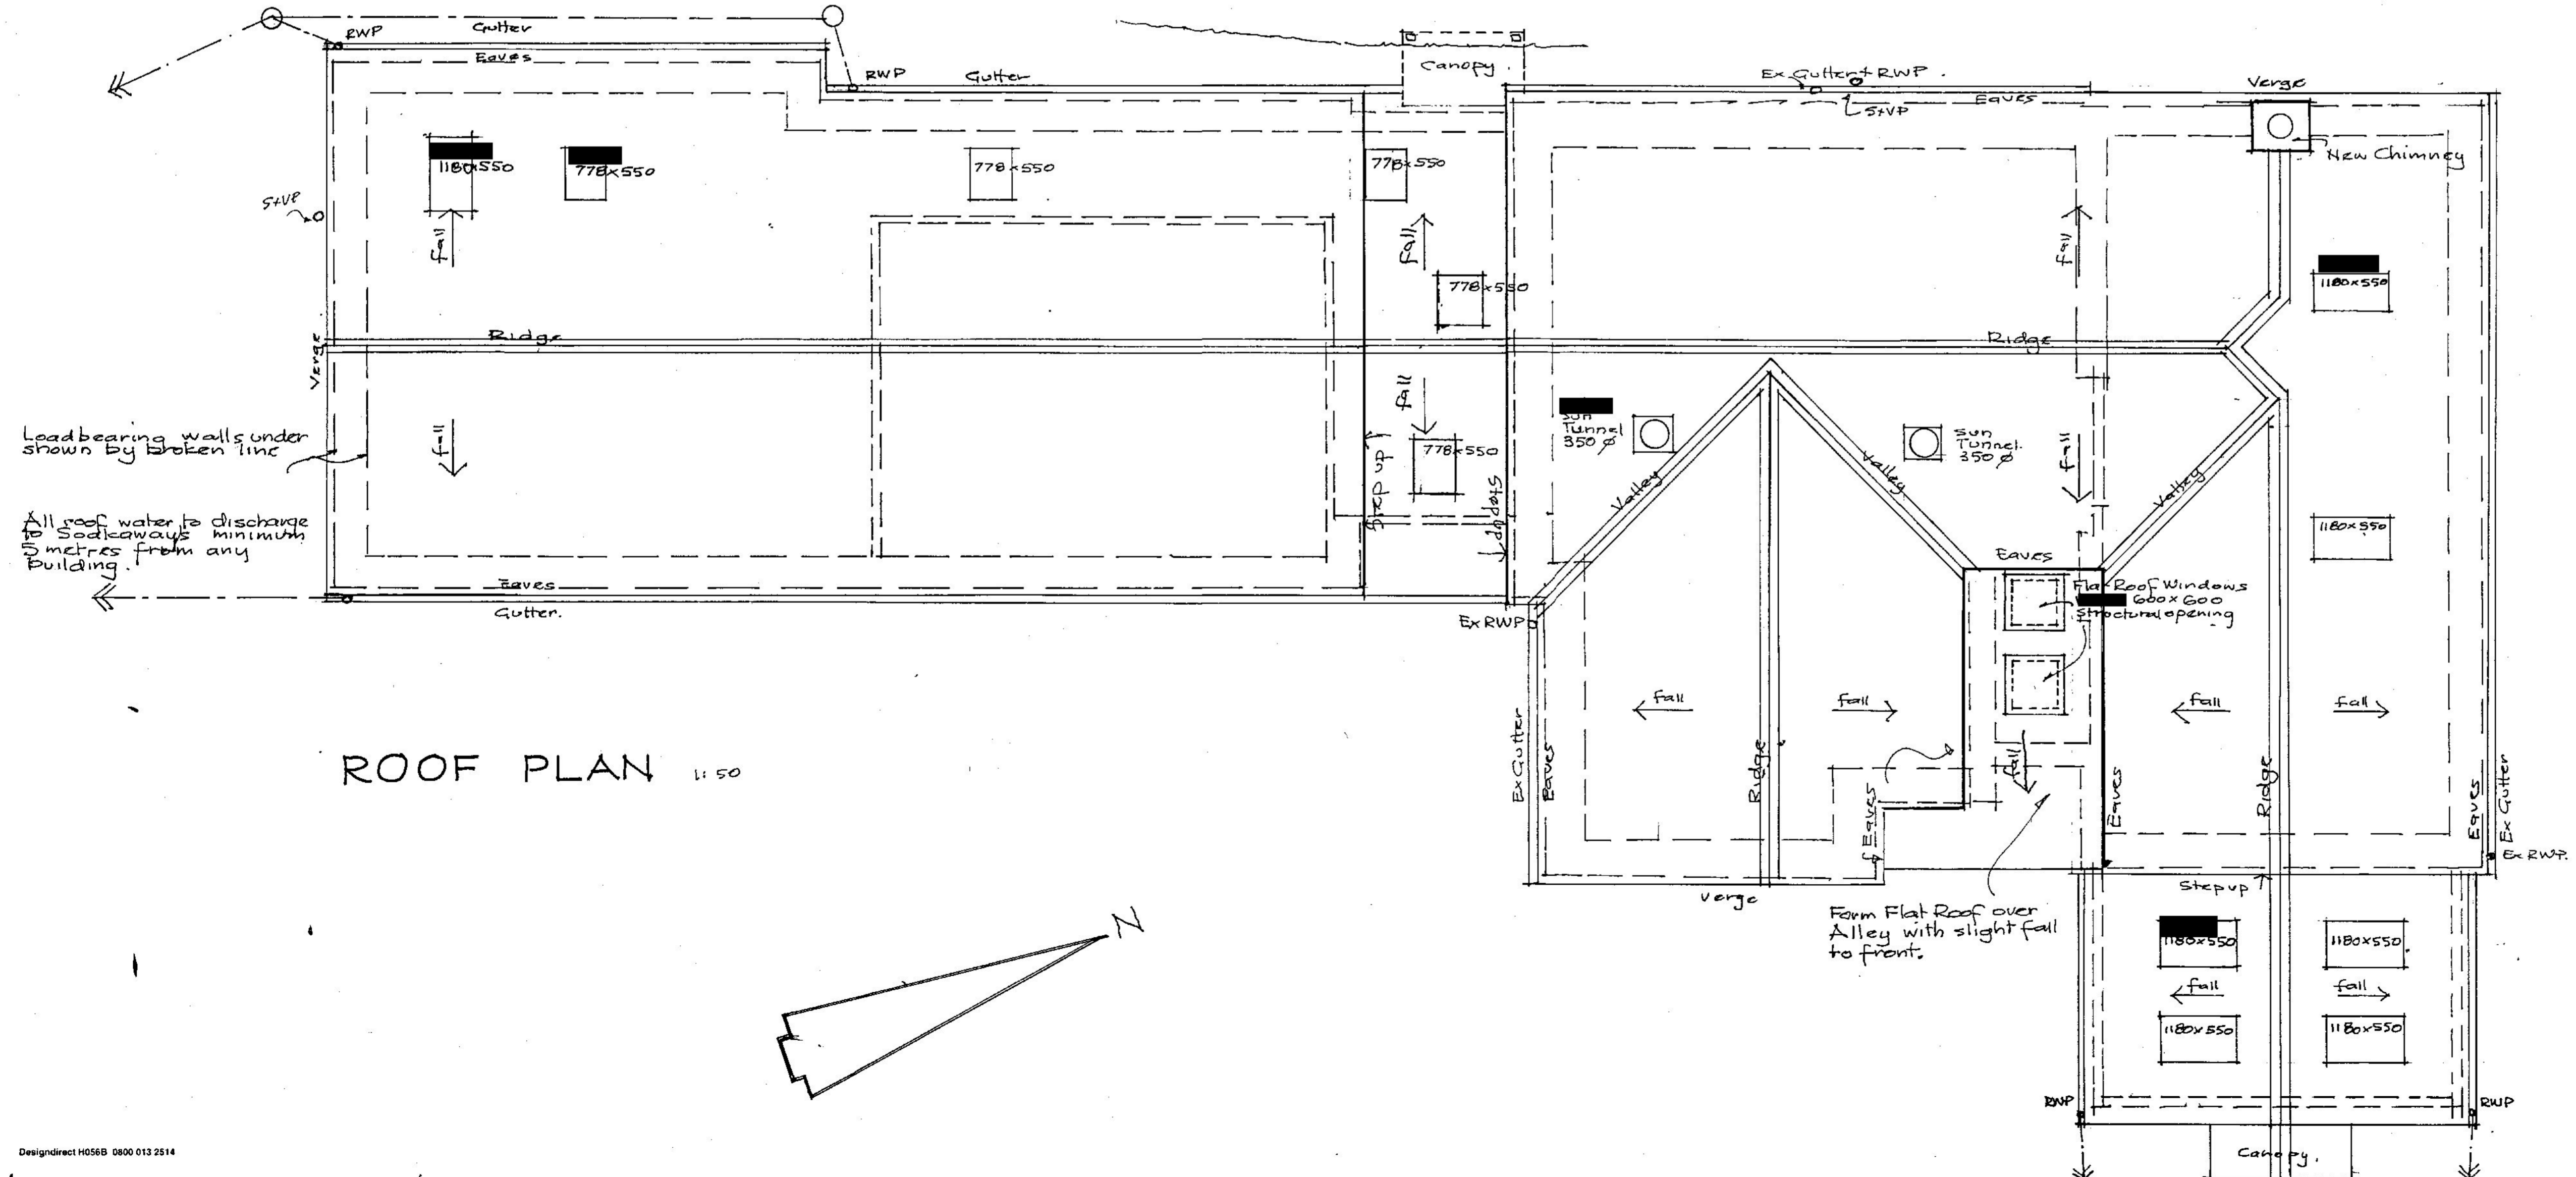 Gutter
RWP
Eaves
RWP
Gutter
Canopy.
Ex Gutter + RWP.
Eaves
S+VP
Verge
New Chimney
1180x550
778x550
778x550
778x550
S+VP
fall
fall
fall
778x550
1180x550
Ridge
Ridge
Verge
fall
fall
fall
Sun
Tunnel
350 Ø
Sun
Tunnel.
350 Ø
Loadbearing walls under
shown by broken line
778x550
Step up
Step up
Valley
Valley
Valley
All roof water to discharge
to Soakaways minimum
5 metres from any
building.
1180x550
Eaves
Gutter.
Eaves
Flat Roof Windows
600 x 600
Structural opening
Ex RWP
fall
fall
fall
fall
fall
Ex Gutter
Eaves
Ridge
Eaves
Eaves
Ridge
Eaves
Ex Gutter
ROOF PLAN 1:50
Ex RWP.
Verge
Step up
Form Flat Roof over
Alley with slight fall
to front.
N
1180x550
1180x550
fall
fall
1180x550
1180x550
RWP
RWP
Canopy.
Designdirect H056B 0800 013 2514